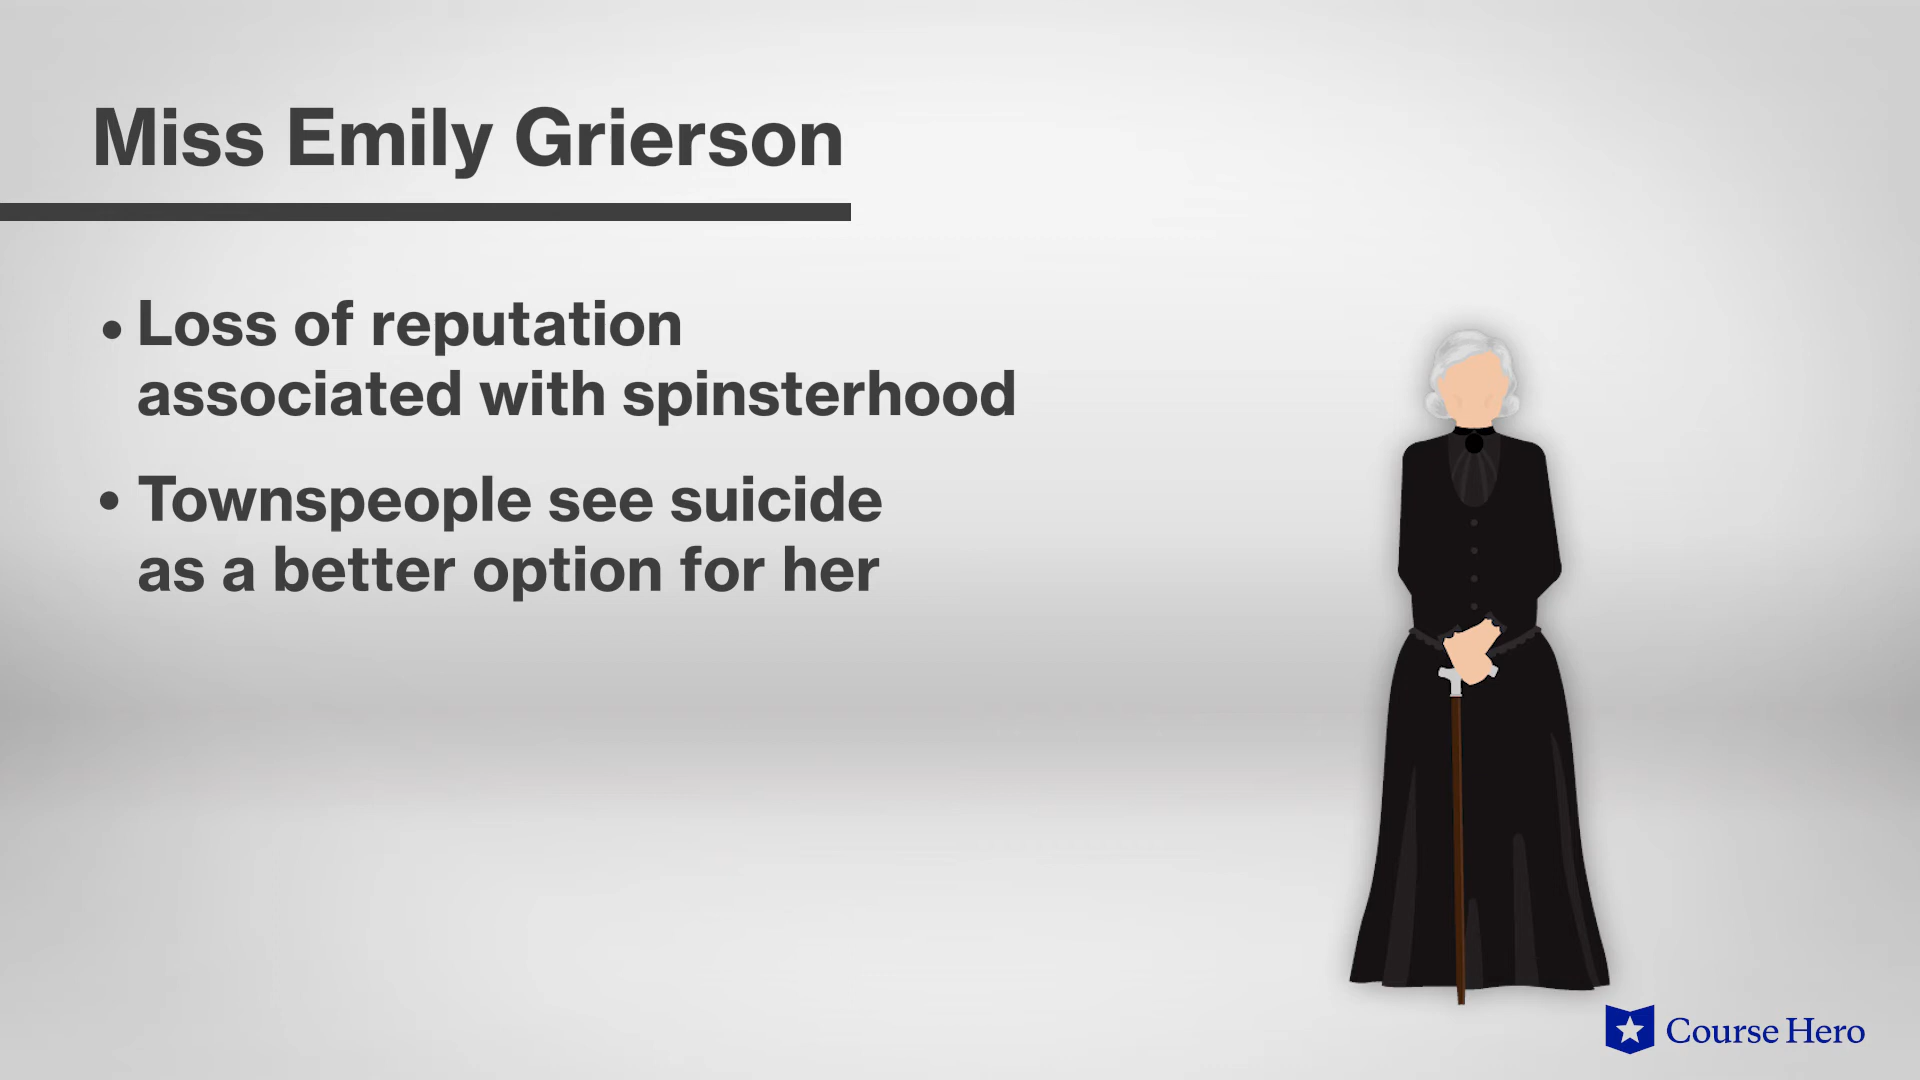 Miss Emily Grierson
• Loss of reputation
associated with spinsterhood
• Townspeople see suicide
as a better option for her
Course Hero